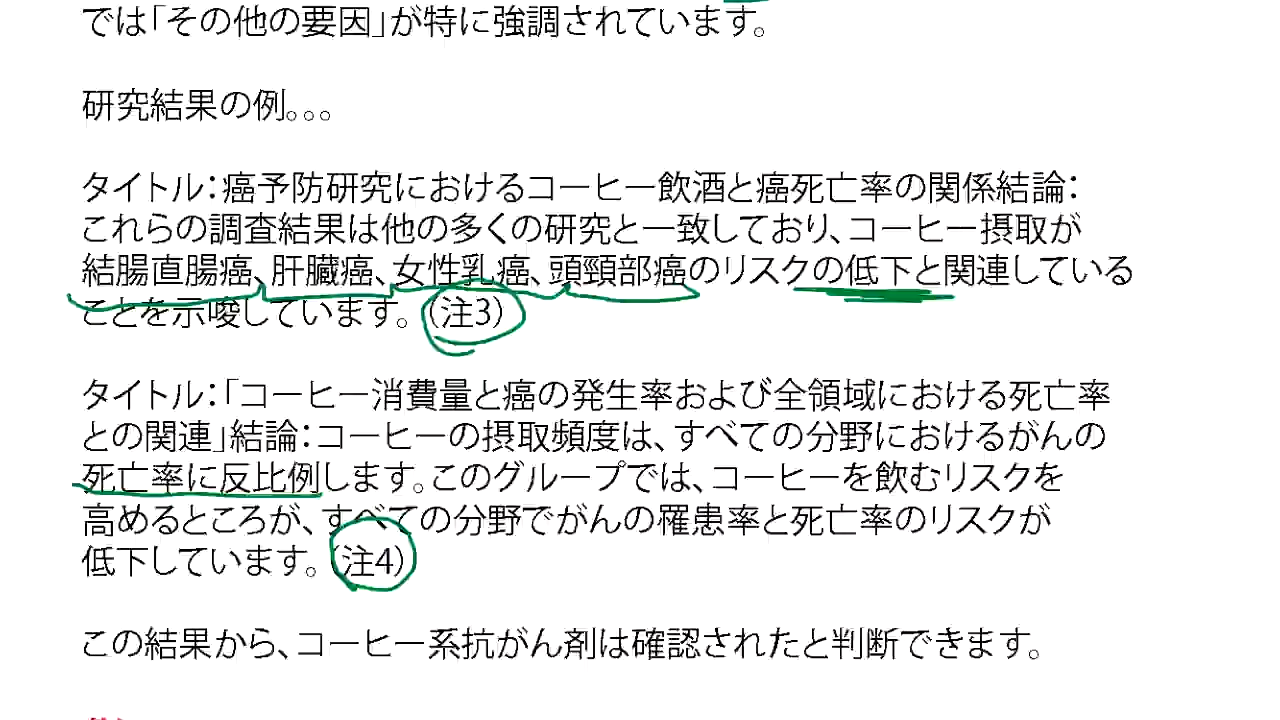 では「その他の要因」が特に強調されています。
研究結果の例。。。
タイトル：癌予防研究におけるコーヒー飲酒と癌死亡率の関係結論：
これらの調査結果は他の多くの研究と一致しており、コーヒー摂取が
結腸直腸癌、肝臓癌、女性乳癌、頭頸部癌のリスクの低下と関連している
ことを示唆しています。（注3）
タイトル：「コーヒー消費量と癌の発生率および全領域における死亡率
との関連」結論：コーヒーの摂取頻度は、すべての分野におけるがんの
死亡率に反比例します。このグループでは、コーヒーを飲むリスクを
高めるところが、すべての分野でがんの罹患率と死亡率のリスクが
低下しています。（注4）
この結果から、コーヒー系抗がん剤は確認されたと判断できます。